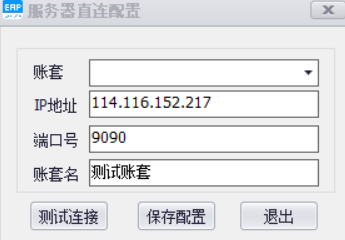 ERP 服务器直连配置
账套
IP地址 114.116.152.217
端口号 9090
账套名 测试账套
测试连接 保存配置 退出